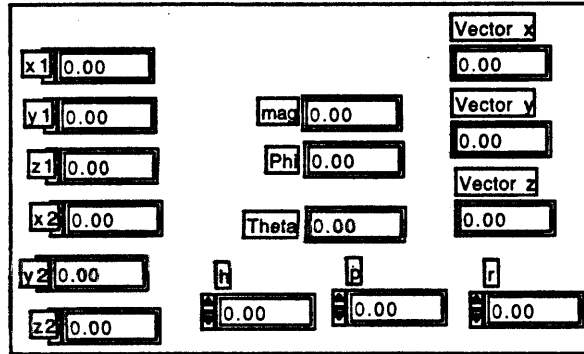 x1 0.00
y1 0.00
z1 0.00
x2 0.00
y2 0.00
z2 0.00
mag 0.00
Phi 0.00
Theta 0.00
Vector x
0.00
Vector y
0.00
Vector z
0.00
h
0.00
p
0.00
r
0.00